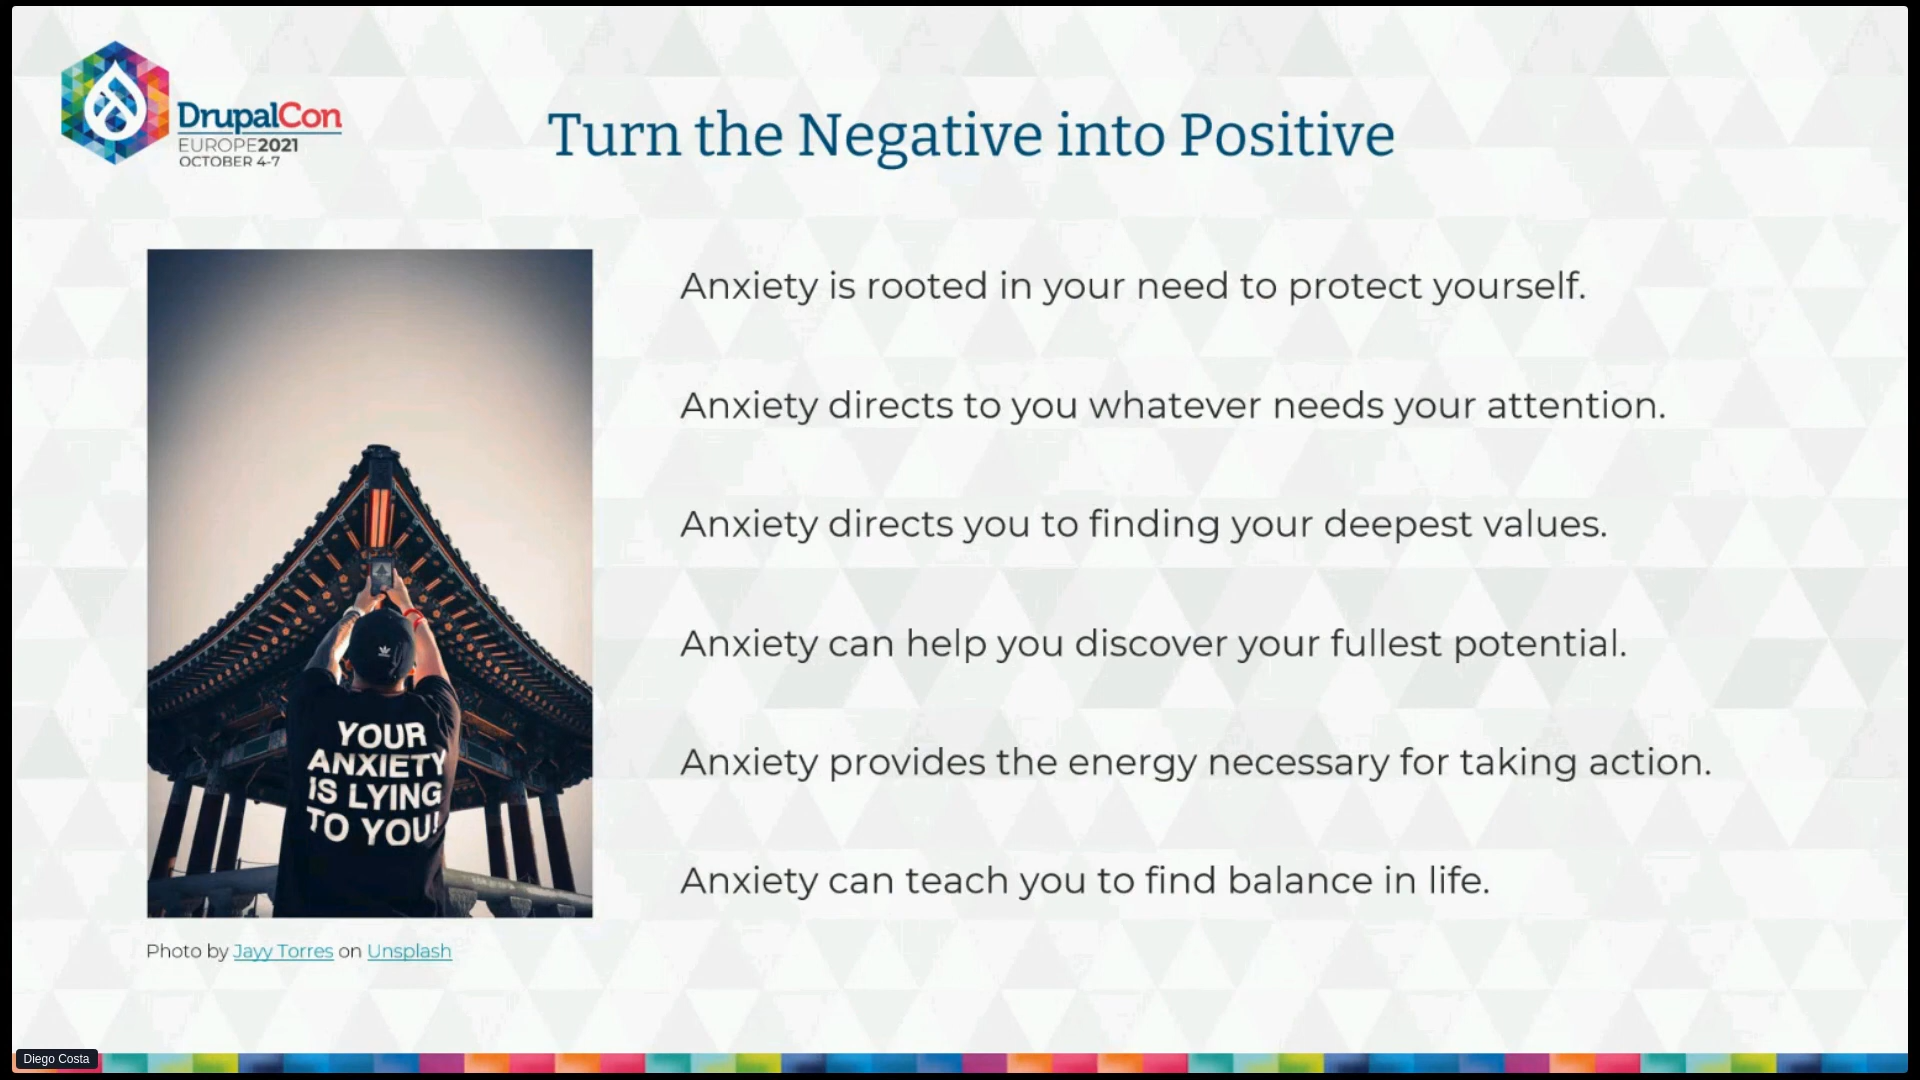 DrupalCon
EUROPE2021
OCTOBER 4-7
Turn the Negative into Positive
Anxiety is rooted in your need to protect yourself.
Anxiety directs to you whatever needs your attention.
Anxiety directs you to finding your deepest values.
Anxiety can help you discover your fullest potential.
Anxiety provides the energy necessary for taking action.
Anxiety can teach you to find balance in life.
YOUR
ANXIETY
IS LYING
TO YOU!
Photo by Jayy Torres on Unsplash
Diego Costa